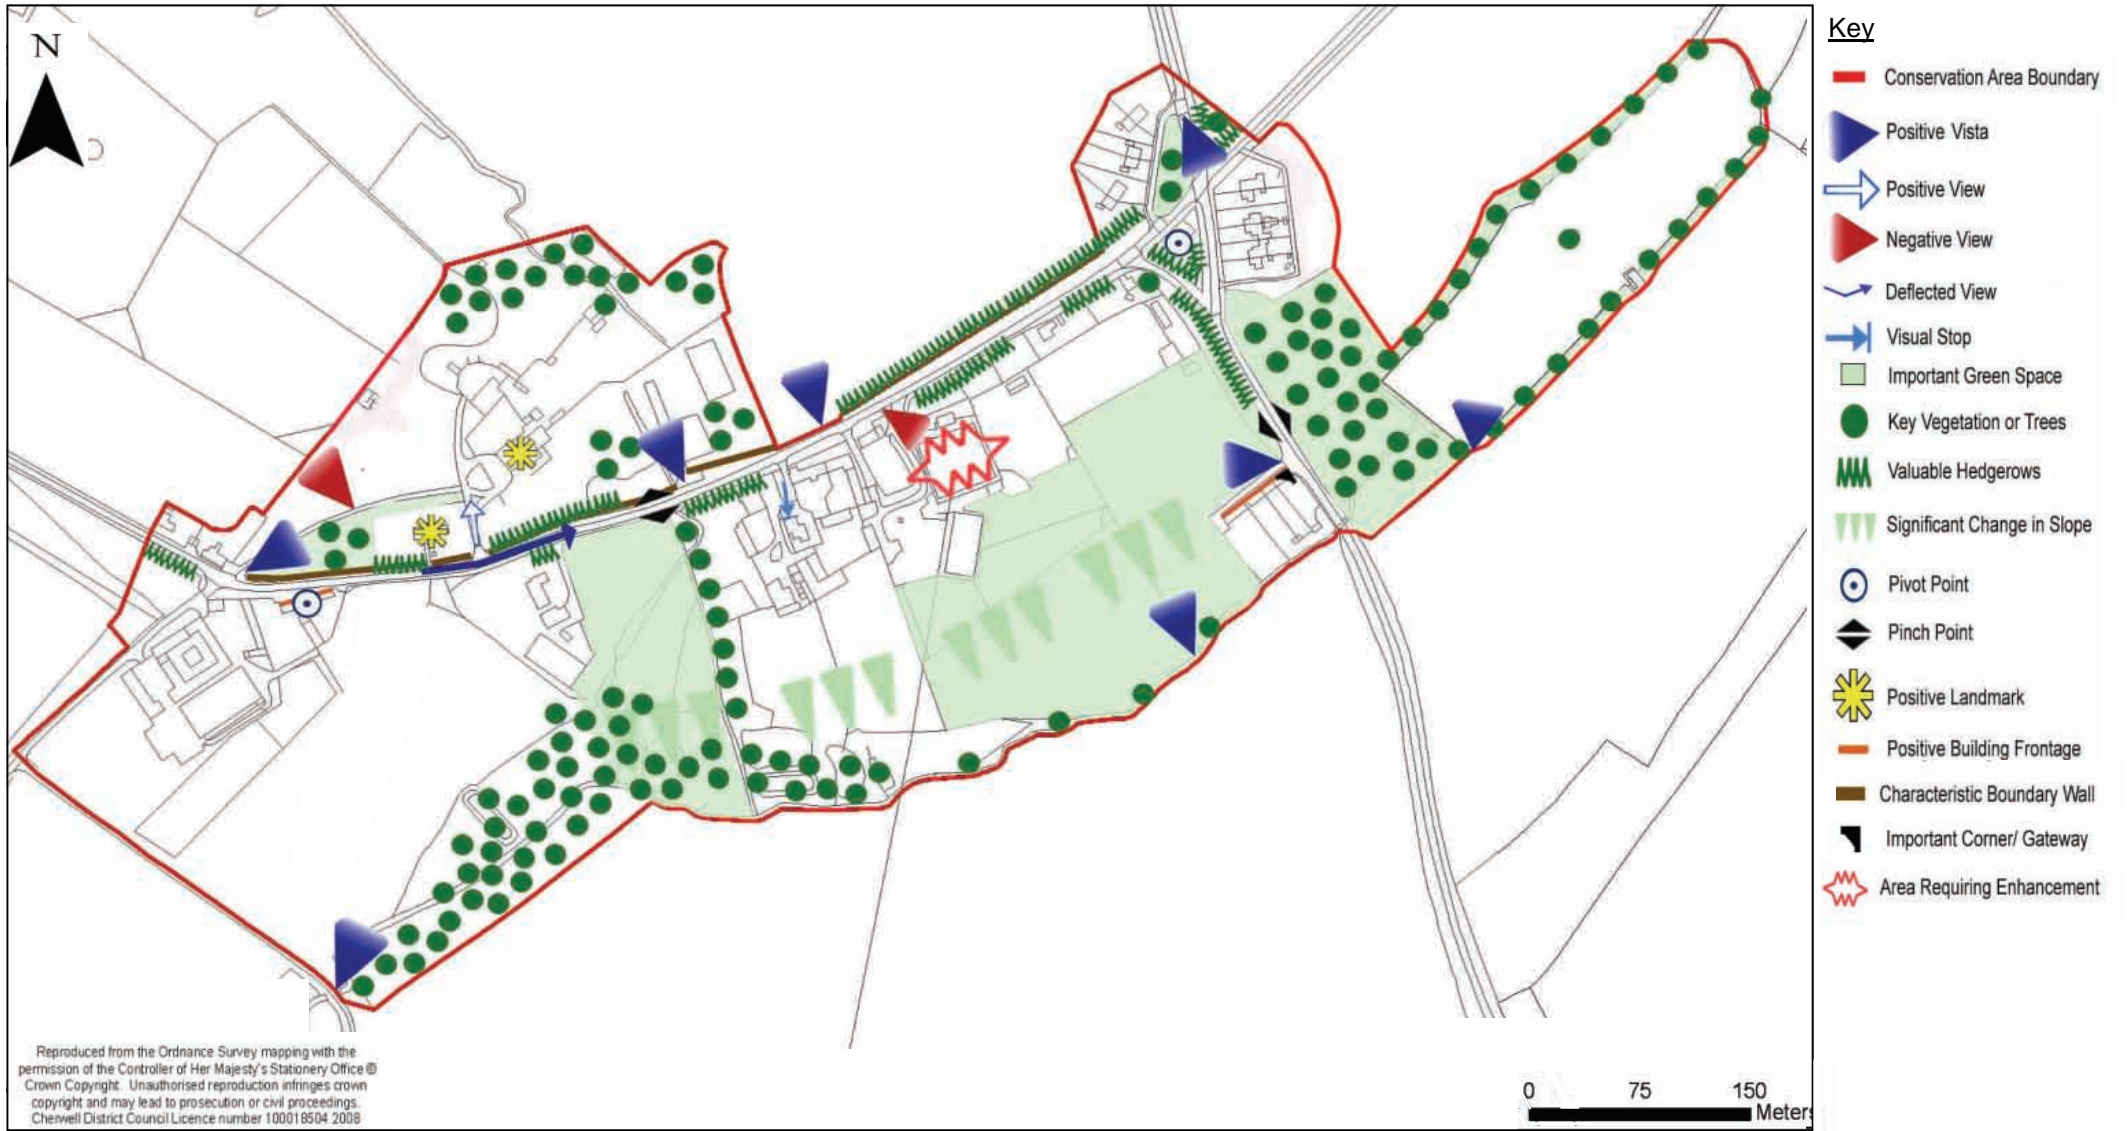 N
Key
Conservation Area Boundary
Positive Vista
Positive View
Negative View
Deflected View
Visual Stop
Important Green Space
Key Vegetation or Trees
Valuable Hedgerows
Significant Change in Slope
Pivot Point
Pinch Point
Positive Landmark
Positive Building Frontage
Characteristic Boundary Wall
Important Corner/ Gateway
Area Requiring Enhancement
Reproduced from the Ordnance Survey mapping with the
permission of the Controller of Her Majesty's Stationery Office ©
Crown Copyright. Unauthorised reproduction infringes crown
copyright and may lead to prosecution or civil proceedings.
Cherwell District Council Licence number 100018504 2008
0 75 150
Meters